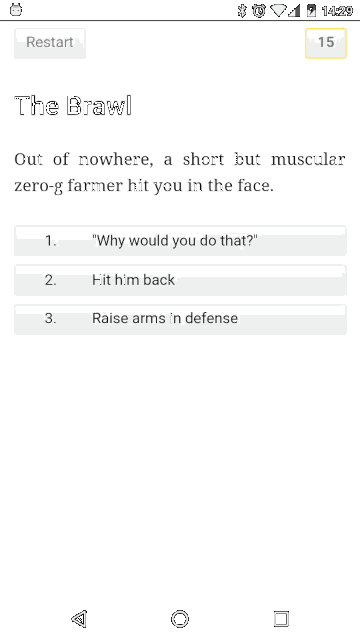 14:29
Restart
15
The Brawl
Out of nowhere, a short but muscular
zero-g farmer hit you in the face.
1. "Why would you do that?"
2. Hit him back
3. Raise arms in defense